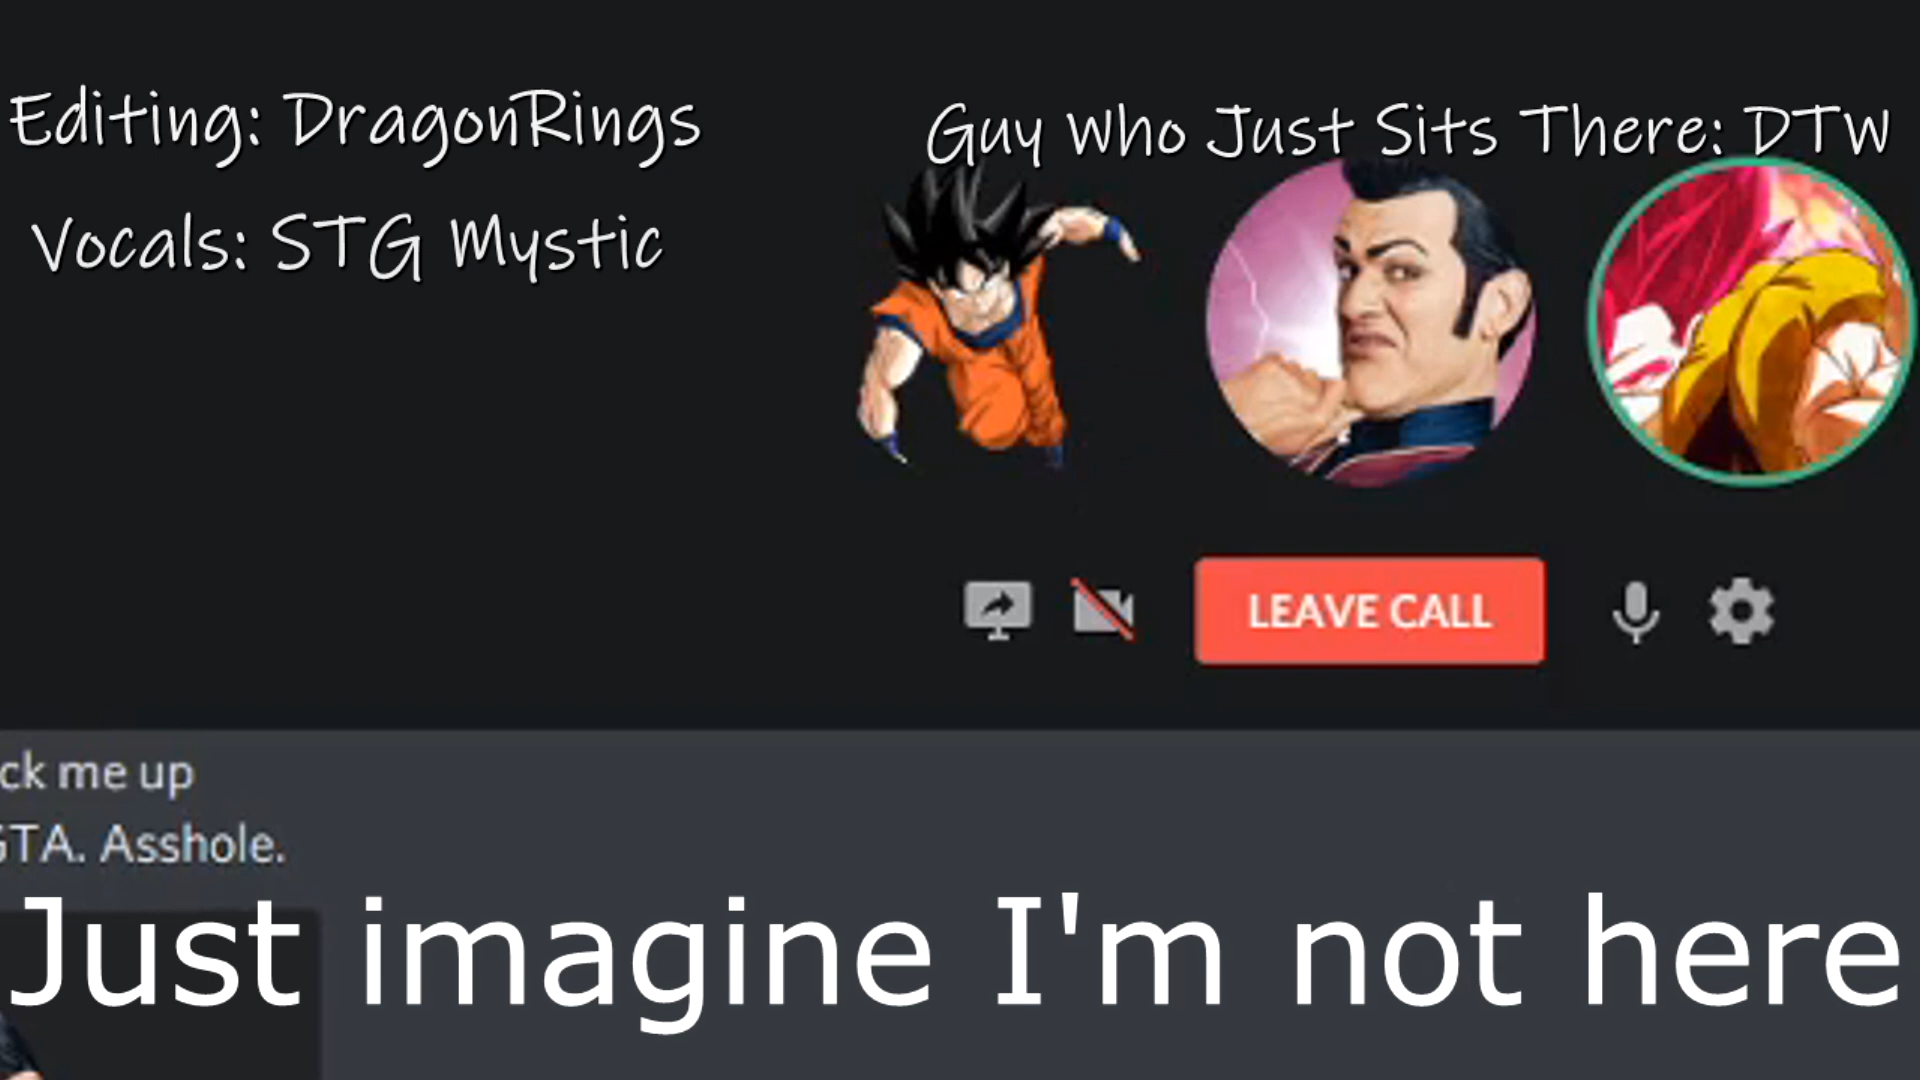 Editing: DragonRings
Vocals: STG Mystic
Guy Who Just Sits There: DTW
LEAVE CALL
ck me up
GTA. Asshole.
Just imagine I'm not here